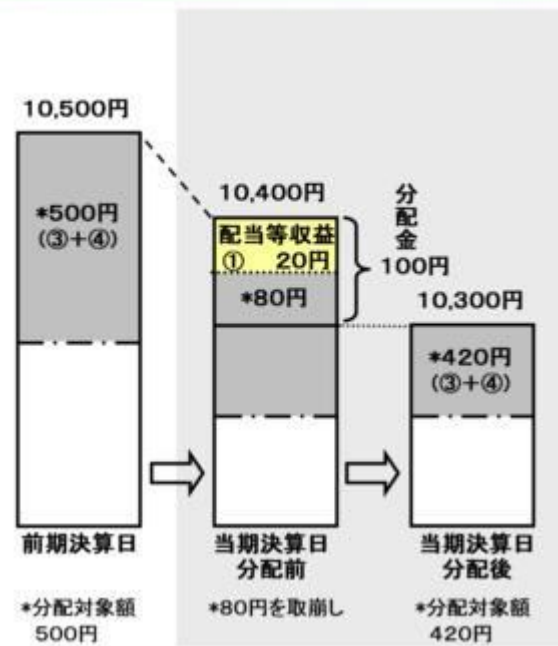 10,500円
*500円
(③+④)
前期決算日
*分配対象額
500円
10,400円
配当等収益
① 20円
*80円
分配金
100円
当期決算日
分配前
*80円を取崩し
10,300円
*420円
(③+④)
当期決算日
分配後
*分配対象額
420円